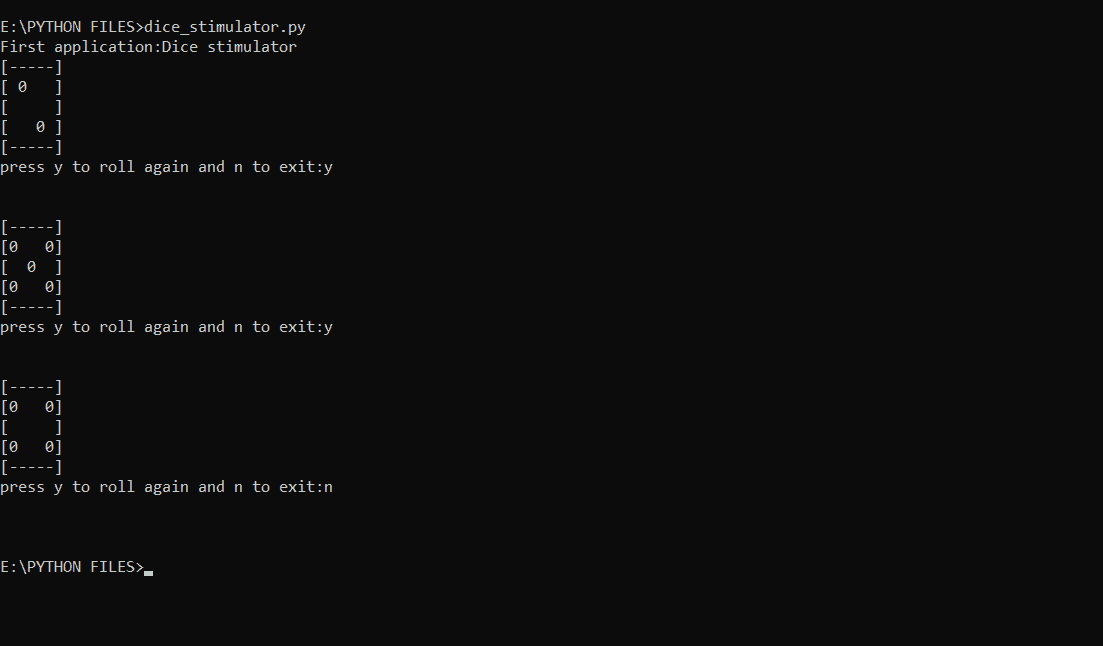 E:\PYTHON FILES>dice_stimulator.py
First application:Dice stimulator
[-----]
[ 0   ]
[     ]
[   0 ]
[-----]
press y to roll again and n to exit:y
[-----]
[0   0]
[  0  ]
[0   0]
[-----]
press y to roll again and n to exit:y
[-----]
[0   0]
[     ]
[0   0]
[-----]
press y to roll again and n to exit:n
E:\PYTHON FILES>